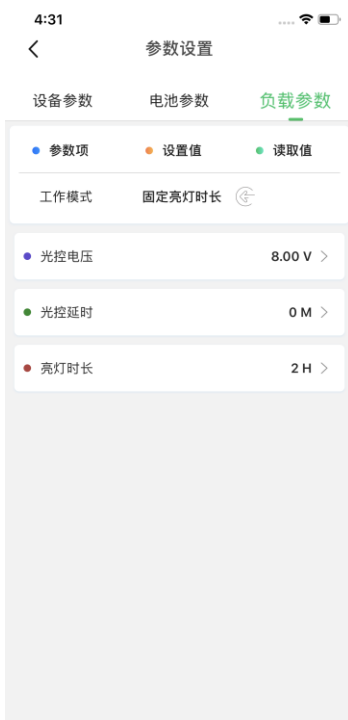 4:31
参数设置
设备参数 电池参数 负载参数
参数项 设置值 读取值
工作模式 固定亮灯时长
光控电压 8.00 V
光控延时 0 M
亮灯时长 2 H